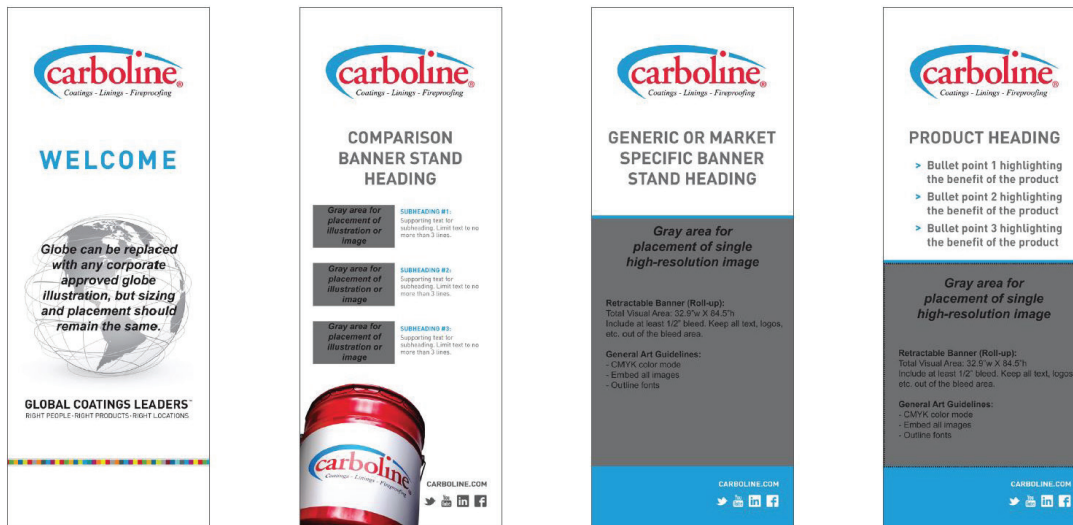 carboline®
Coatings - Linings - Fireproofing
WELCOME
Globe can be replaced
with any corporate
approved globe
illustration, but sizing
and placement should
remain the same.
GLOBAL COATINGS LEADERS™
RIGHT PEOPLE·RIGHT PRODUCTS·RIGHT LOCATIONS
carboline®
Coatings - Linings - Fireproofing
COMPARISON
BANNER STAND
HEADING
Gray area for
placement of
illustration or
image
SUBHEADING #1:
Supporting text for
subheading. Limit text to no
more than 3 lines.
Gray area for
placement of
illustration or
image
SUBHEADING #2:
Supporting text for
subheading. Limit text to no
more than 3 lines.
Gray area for
placement of
illustration or
image
SUBHEADING #3:
Supporting text for
subheading. Limit text to no
more than 3 lines.
carboline
Coatings - Linings - Fireproofing
CARBOLINE.COM
You
Tube
in
f
carboline®
Coatings - Linings - Fireproofing
GENERIC OR MARKET
SPECIFIC BANNER
STAND HEADING
Gray area for
placement of single
high-resolution image
Retractable Banner (Roll-up):
Total Visual Area: 32.9"w X 84.5"h
Include at least 1/2" bleed. Keep all text, logos,
etc. out of the bleed area.
General Art Guidelines:
- CMYK color mode
- Embed all images
- Outline fonts
CARBOLINE.COM
You
Tube
in
f
carboline®
Coatings - Linings - Fireproofing
PRODUCT HEADING
> Bullet point 1 highlighting
the benefit of the product
> Bullet point 2 highlighting
the benefit of the product
> Bullet point 3 highlighting
the benefit of the product
Gray area for
placement of single
high-resolution image
Retractable Banner (Roll-up):
Total Visual Area: 32.9"w X 84.5"h
Include at least 1/2" bleed. Keep all text, logos
etc. out of the bleed area.
General Art Guidelines:
- CMYK color mode
- Embed all images
- Outline fonts
CARBOLINE.COM
You
Tube
in
f